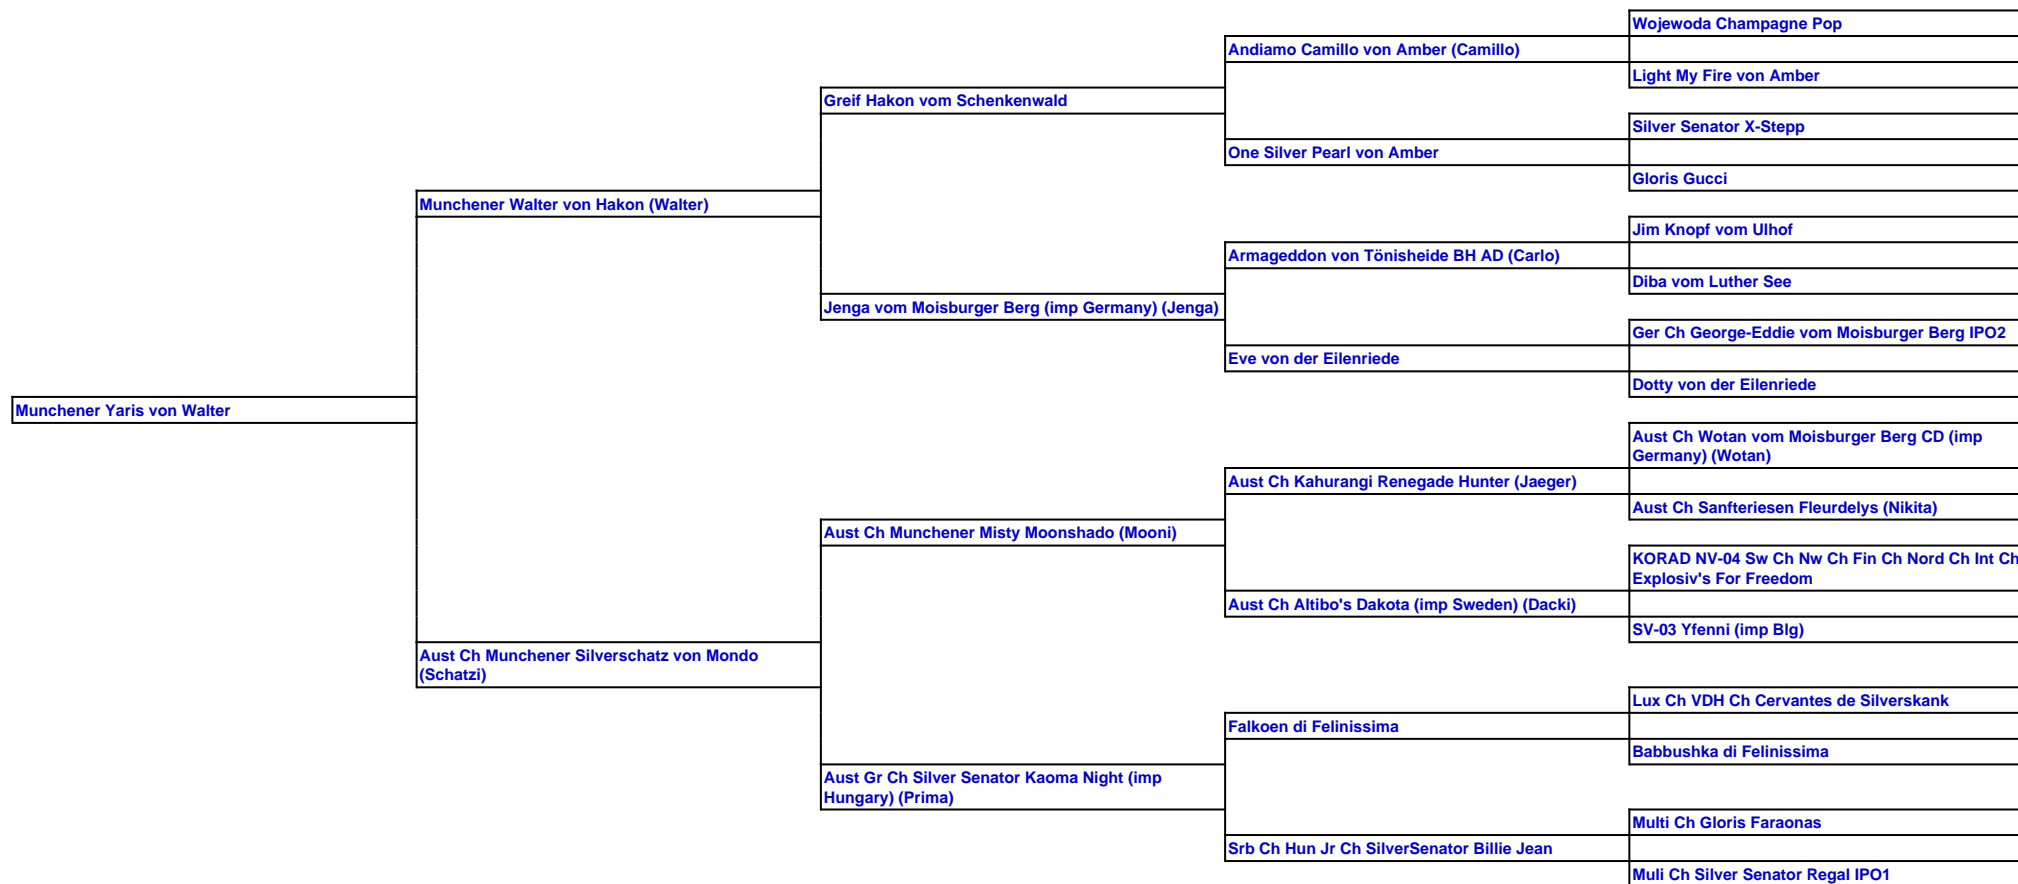 Wojewoda Champagne Pop
Andiamo Camillo von Amber (Camillo)
Light My Fire von Amber
Greif Hakon vom Schenkenwald
Silver Senator X-Stepp
One Silver Pearl von Amber
Gloris Gucci
Munchener Walter von Hakon (Walter)
Jim Knopf vom Ulhof
Armageddon von Tönisheide BH AD (Carlo)
Diba vom Luther See
Jenga vom Moisburger Berg (imp Germany) (Jenga)
Ger Ch George-Eddie vom Moisburger Berg IPO2
Eve von der Eilenriede
Dotty von der Eilenriede
Munchener Yaris von Walter
Aust Ch Wotan vom Moisburger Berg CD (imp
Germany) (Wotan)
Aust Ch Kahurangi Renegade Hunter (Jaeger)
Aust Ch Sanfteriesen Fleurdelys (Nikita)
Aust Ch Munchener Misty Moonshado (Mooni)
KORAD NV-04 Sw Ch Nw Ch Fin Ch Nord Ch Int Ch
Explosiv's For Freedom
Aust Ch Altibo's Dakota (imp Sweden) (Dacki)
SV-03 Yfenni (imp Blg)
Aust Ch Munchener Silverschatz von Mondo
(Schatzi)
Lux Ch VDH Ch Cervantes de Silverskank
Falkoen di Felinissima
Babbushka di Felinissima
Aust Gr Ch Silver Senator Kaoma Night (imp
Hungary) (Prima)
Multi Ch Gloris Faraonas
Srb Ch Hun Jr Ch SilverSenator Billie Jean
Muli Ch Silver Senator Regal IPO1